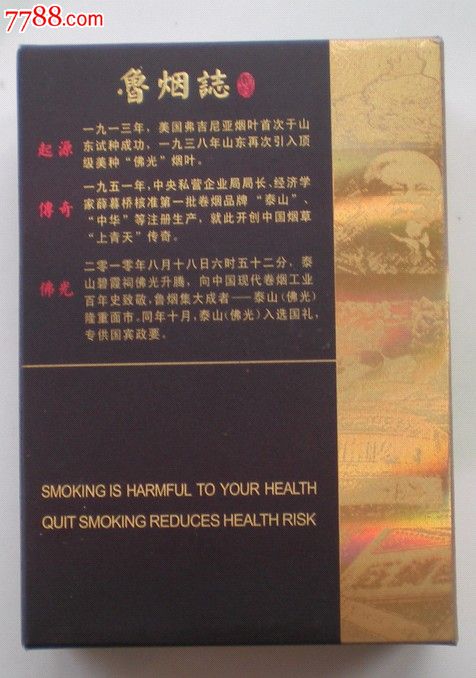 7788.com
魯烟誌
起源
一九一三年，美国弗吉尼亚烟叶首次于山
东试种成功，一九三八年山东再次引入顶
级美种“佛光”烟叶。
傳奇
一九五一年，中央私营企业局局长、经济学
家薛暮桥核准第一批卷烟品牌“泰山”、
“中华”等注册生产，就此开创中国烟草
“上青天”传奇。
佛光
二零一零年八月十八日六时五十二分，泰
山碧霞祠佛光升腾，向中国现代卷烟工业
百年史致敬，鲁烟集大成者——泰山（佛光）
隆重面市。同年十月，泰山（佛光）入选国礼，
专供国宾政要。
SMOKING IS HARMFUL TO YOUR HEALTH
QUIT SMOKING REDUCES HEALTH RISK